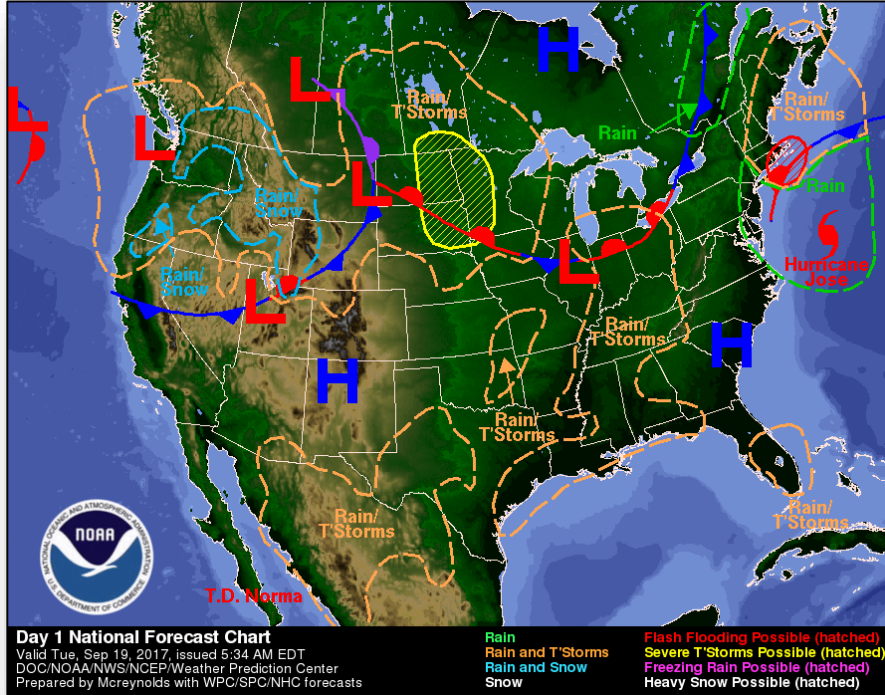 H
L
Rain/
T'Storms
Rain/
T'Storms
L
Rain
L
L
Rain
Rain/
Snow
Hurricane
Jose
Rain/
Snow
L
L
Rain/
T'Storms
H
H
Rain/
T'Storms
Rain/
T'Storms
Rain/
T'Storms
NATIONAL OCEANIC AND ATMOSPHERIC ADMINISTRATION
NOAA
U.S. DEPARTMENT OF COMMERCE
T.D. Norma
Day 1 National Forecast Chart
Valid Tue, Sep 19, 2017, issued 5:34 AM EDT
DOC/NOAA/NWS/NCEP/Weather Prediction Center
Prepared by Mcreynolds with WPC/SPC/NHC forecasts
Rain
Rain and T'Storms
Rain and Snow
Snow
Flash Flooding Possible (hatched)
Severe T'Storms Possible (hatched)
Freezing Rain Possible (hatched)
Heavy Snow Possible (hatched)